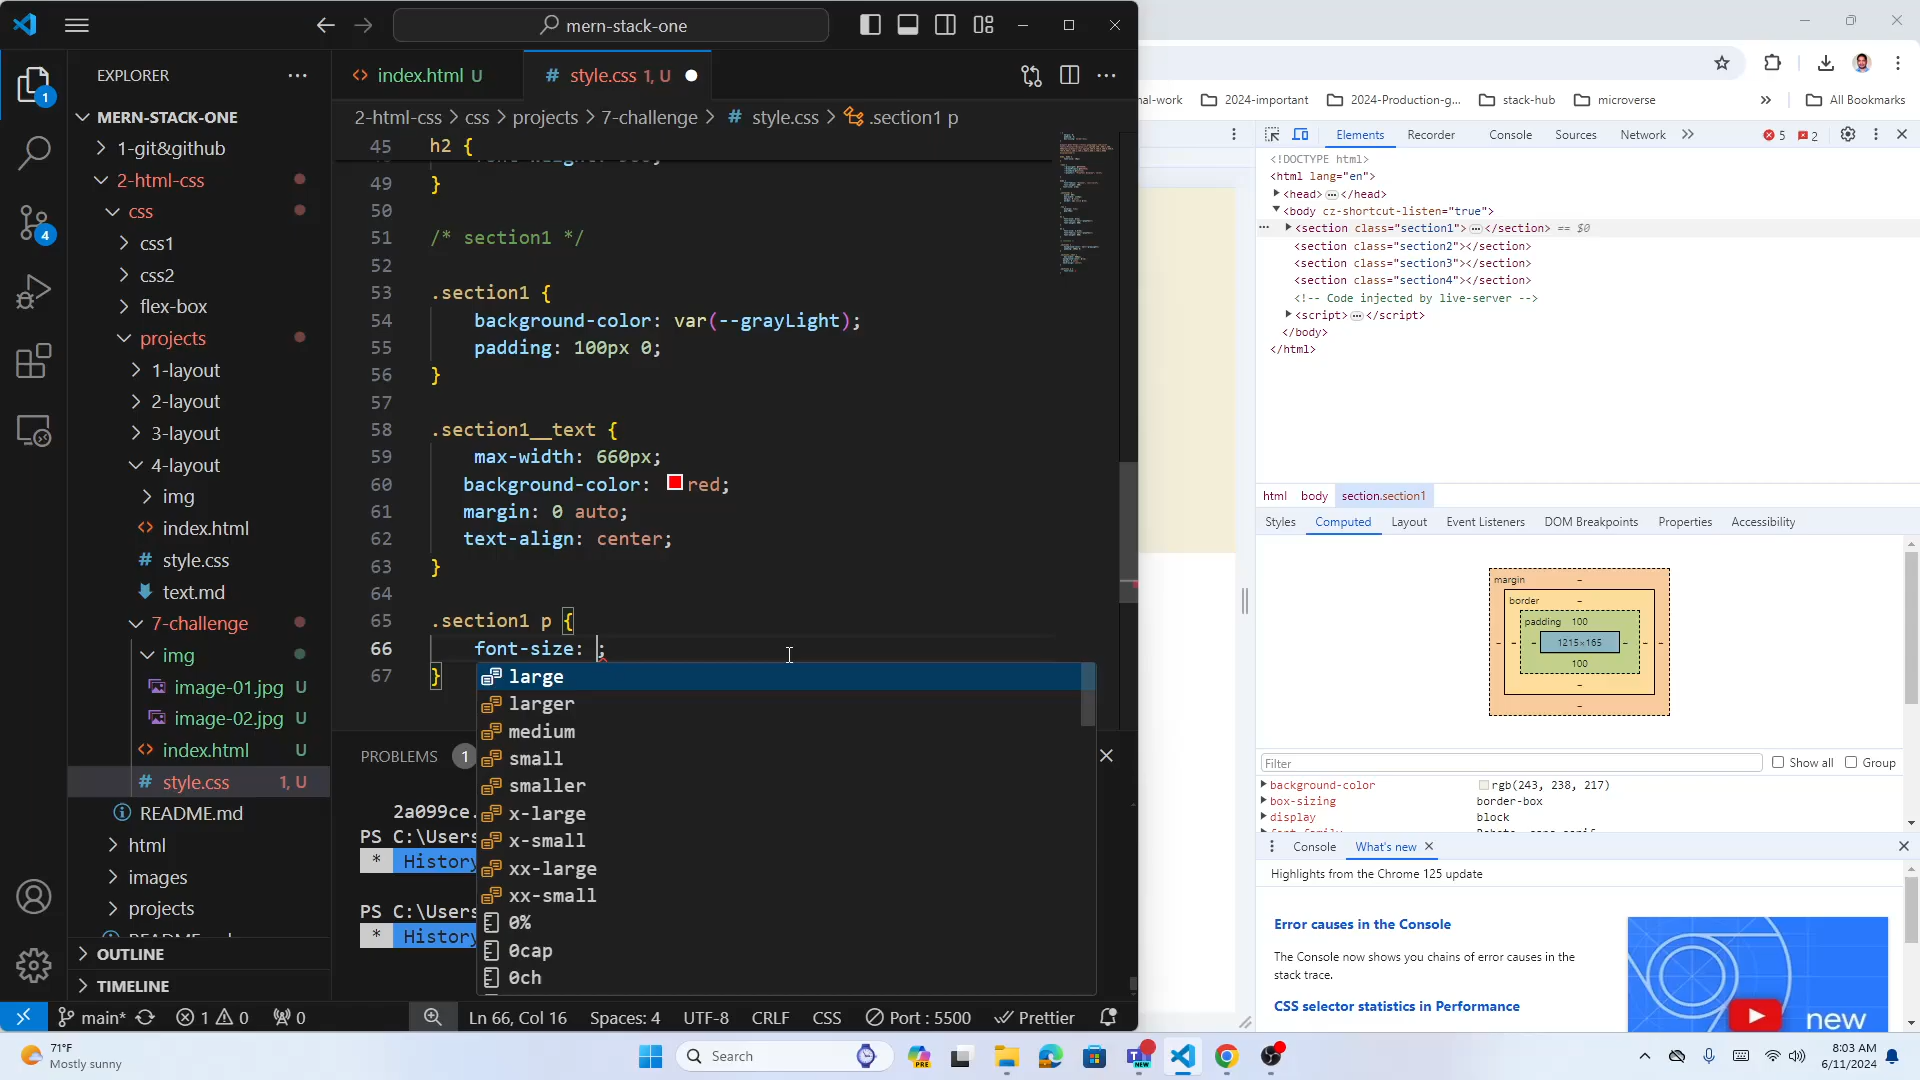 mern-stack-one
EXPLORER
MERN-STACK-ONE
1-git&github
2-html-css
css
css1
css2
flex-box
projects
1-layout
2-layout
3-layout
4-layout
img
index.html
style.css
text.md
7-challenge
img
image-01.jpg U
image-02.jpg U
index.html U
style.css 1, U
README.md
html
images
projects
OUTLINE
TIMELINE
1
4
index.html U
style.css 1, U
2-html-css > css > projects > 7-challenge > # style.css > .section1 p
45 h2 {
49 }
50
51 /* section1 */
52
53 .section1 {
54 background-color: var(--grayLight);
55 padding: 100px 0;
56 }
57
58 .section1__text {
59 max-width: 660px;
60 background-color: red;
61 margin: 0 auto;
62 text-align: center;
63 }
64
65 .section1 p {
66 font-size: ;
67 }
large
larger
medium
small
smaller
x-large
x-small
xx-large
xx-small
0%
0cap
0ch
PROBLEMS 1
2a099ce.
PS C:\Users
* History
PS C:\Users
* History
main* 1 0 0 Ln 66, Col 16 Spaces: 4 UTF-8 CRLF CSS Port : 5500 Prettier
nal-work 2024-important 2024-Production-g... stack-hub microverse » All Bookmarks
Elements Recorder Console Sources Network » 5 2
<!DOCTYPE html>
<html lang="en">
<head> ••• </head>
<body cz-shortcut-listen="true">
••• <section class="section1"> ••• </section> == $0
<section class="section2"></section>
<section class="section3"></section>
<section class="section4"></section>
<!-- Code injected by live-server -->
<script> ••• </script>
</body>
</html>
html body section.section1
Styles Computed Layout Event Listeners DOM Breakpoints Properties Accessibility
margin –
border –
padding 100
– – – 1215×165 – – –
100
–
–
Filter Show all Group
background-color rgb(243, 238, 217)
box-sizing border-box
display block
Console What's new
Highlights from the Chrome 125 update
Error causes in the Console
The Console now shows you chains of error causes in the
stack trace.
CSS selector statistics in Performance
new
71°F
Mostly sunny
Search
PRE
NEW
8:03 AM
6/11/2024